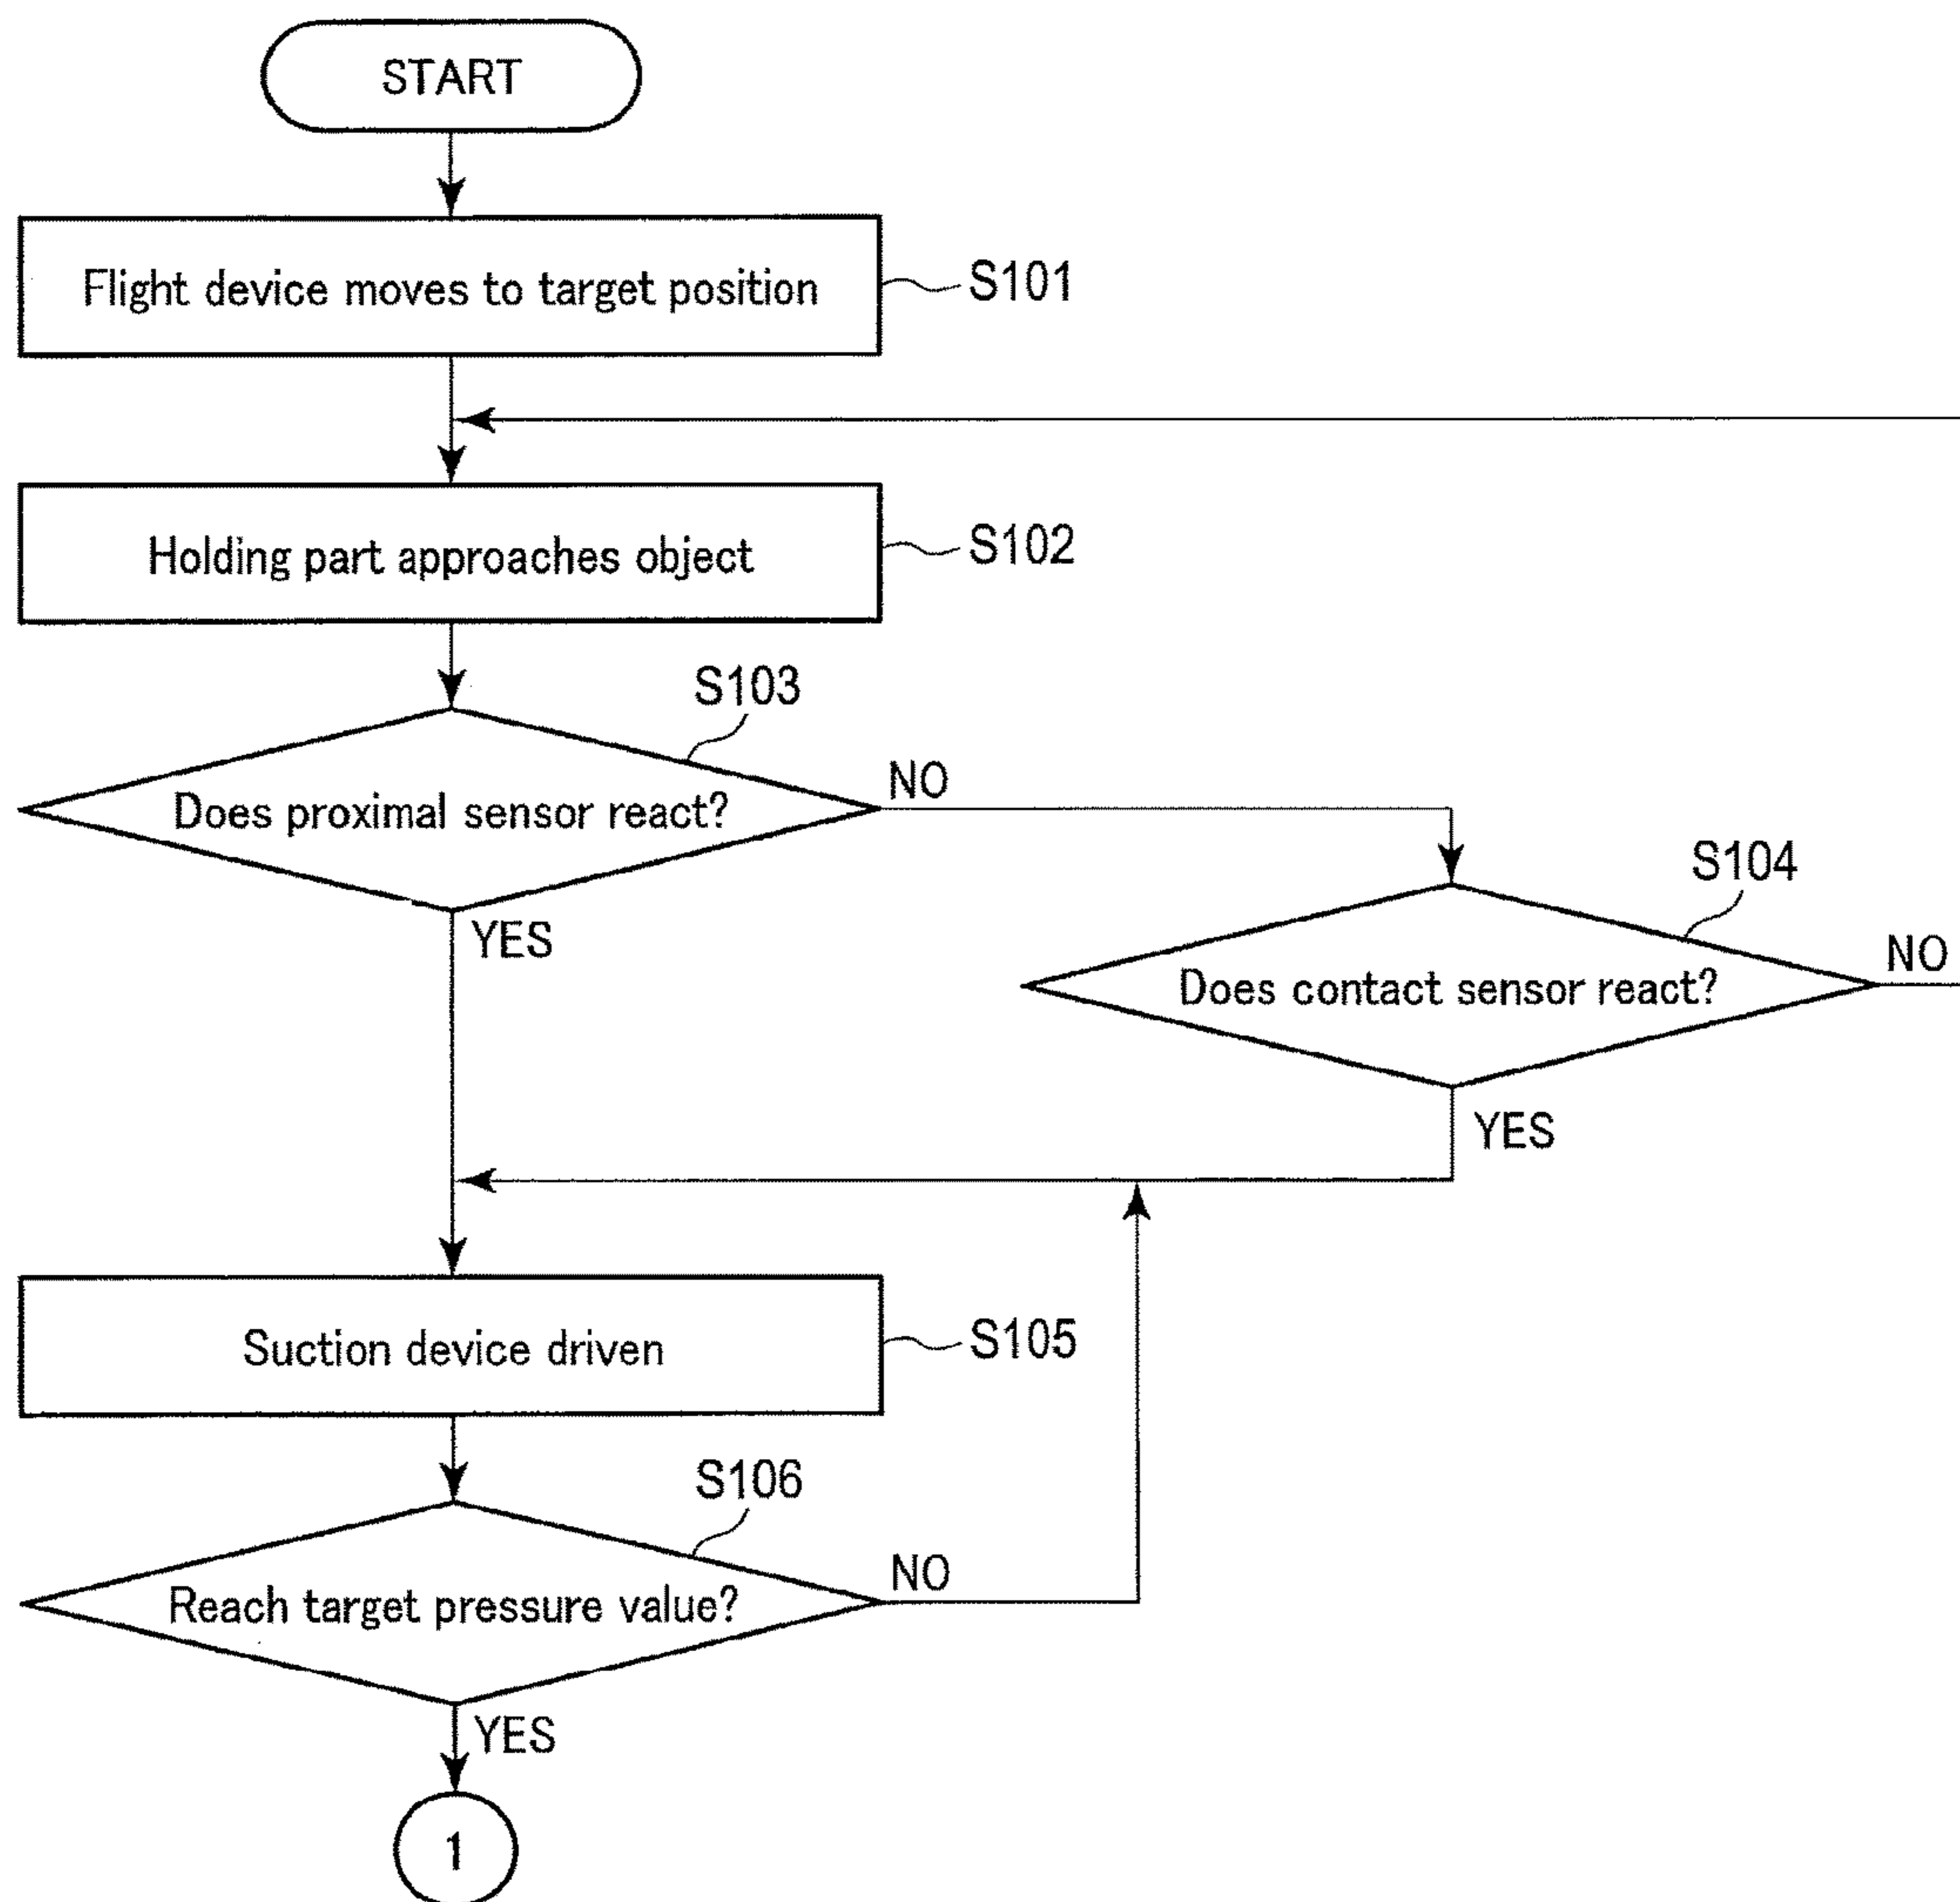 START
Flight device moves to target position
S101
Holding part approaches object
S102
S103
Does proximal sensor react?
NO
YES
S104
Does contact sensor react?
NO
YES
Suction device driven
S105
S106
Reach target pressure value?
NO
YES
1